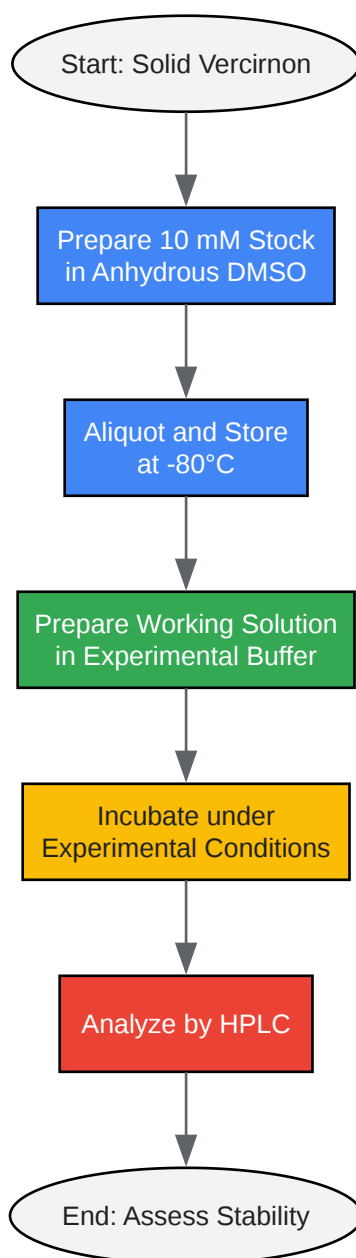 Start: Solid Vercirnon
Prepare 10 mM Stock
in Anhydrous DMSO
Aliquot and Store
at -80°C
Prepare Working Solution
in Experimental Buffer
Incubate under
Experimental Conditions
Analyze by HPLC
End: Assess Stability